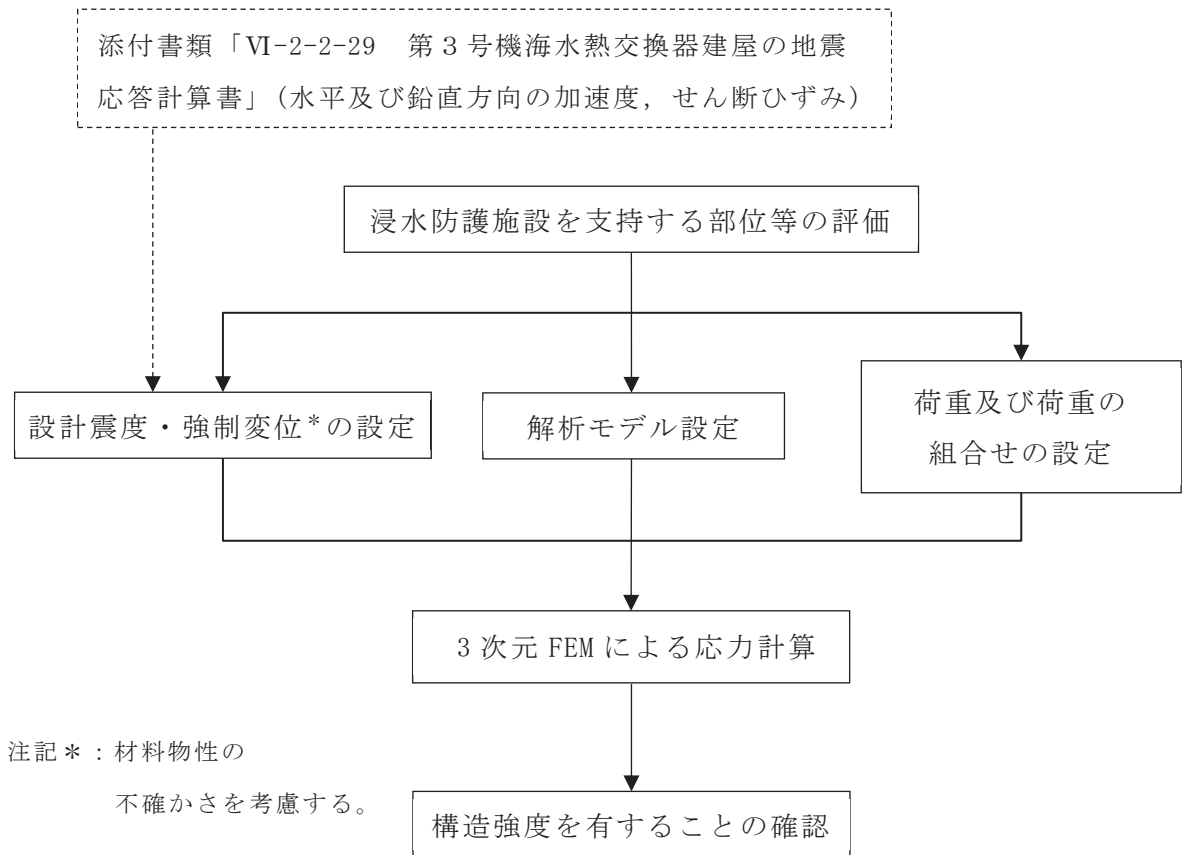 添付書類「Ⅵ-2-2-29　第３号機海水熱交換器建屋の地震
応答計算書」（水平及び鉛直方向の加速度，せん断ひずみ）
浸水防護施設を支持する部位等の評価
設計震度・強制変位＊の設定
解析モデル設定
荷重及び荷重の
組合せの設定
3 次元 FEM による応力計算
注記＊：材料物性の
不確かさを考慮する。
構造強度を有することの確認